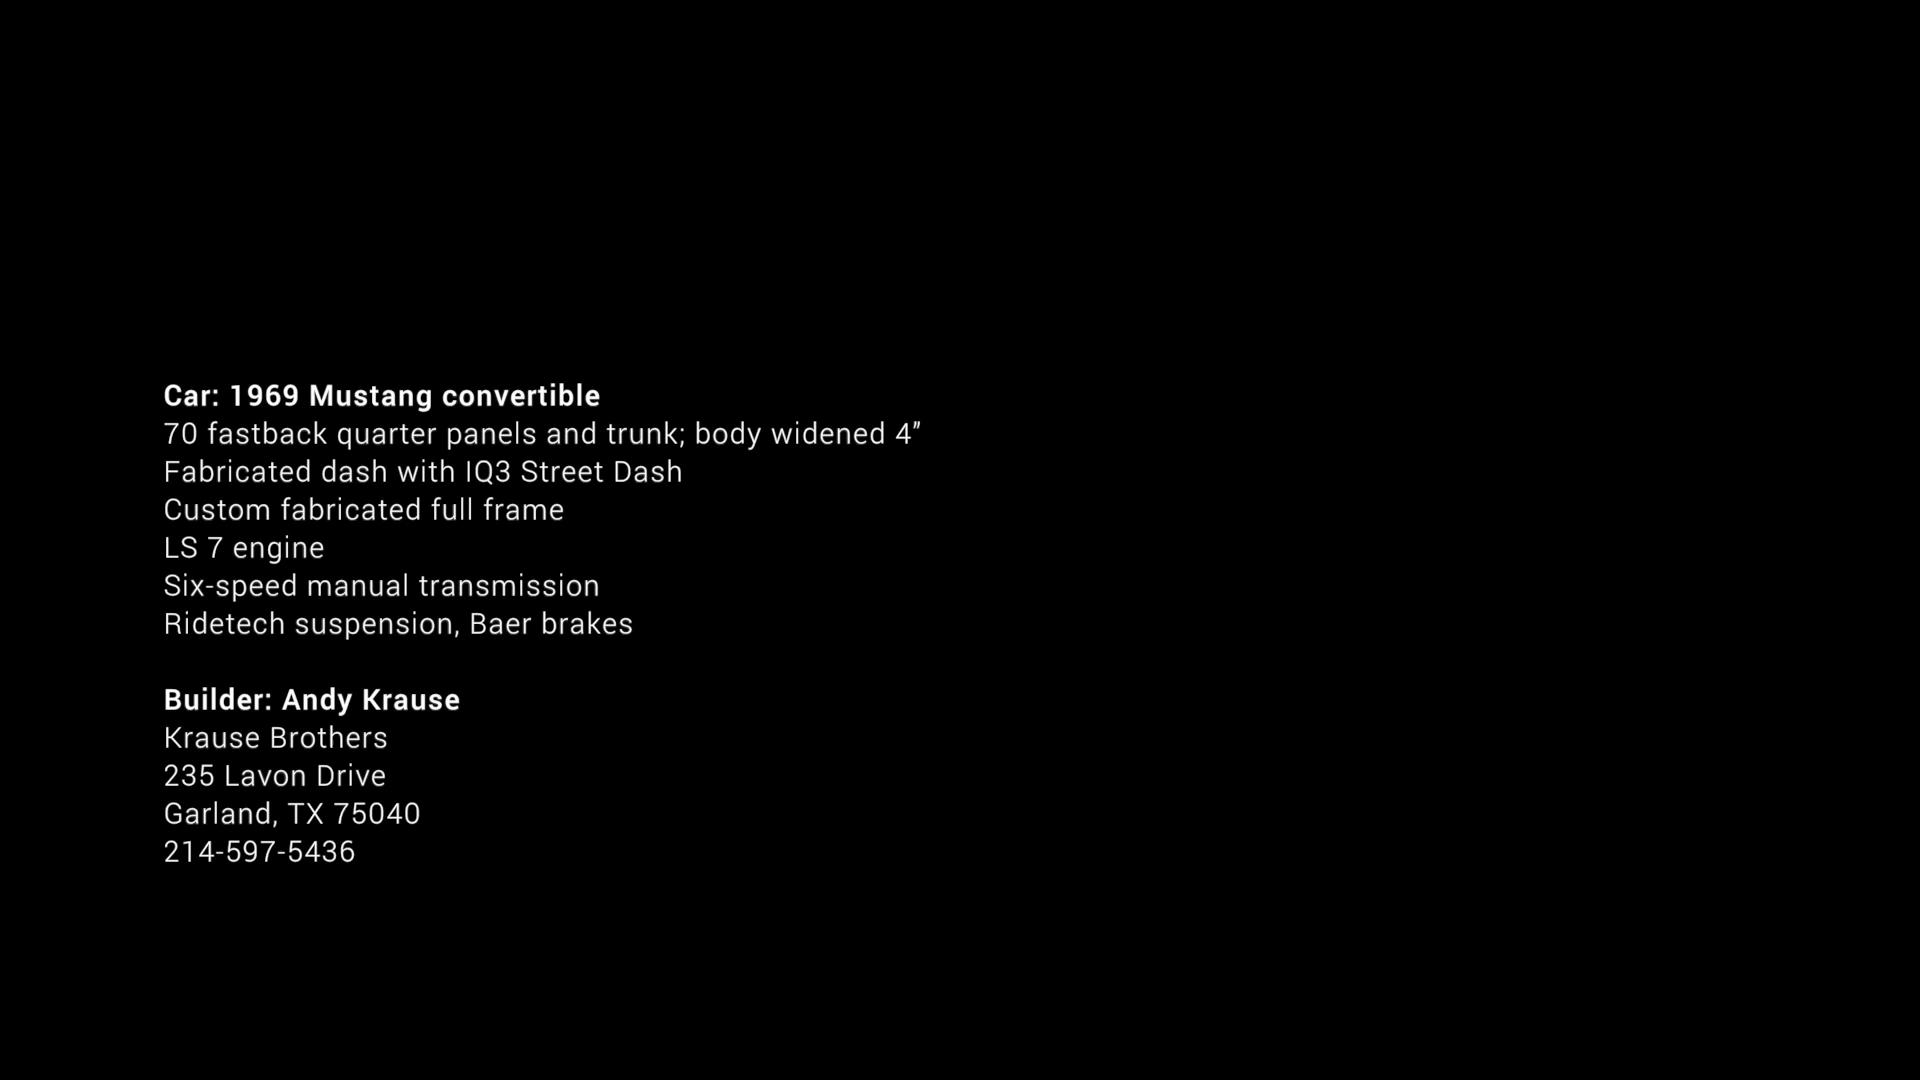 Car: 1969 Mustang convertible
70 fastback quarter panels and trunk; body widened 4”
Fabricated dash with IQ3 Street Dash
Custom fabricated full frame
LS 7 engine
Six-speed manual transmission
Ridetech suspension, Baer brakes
Builder: Andy Krause
Krause Brothers
235 Lavon Drive
Garland, TX 75040
214-597-5436